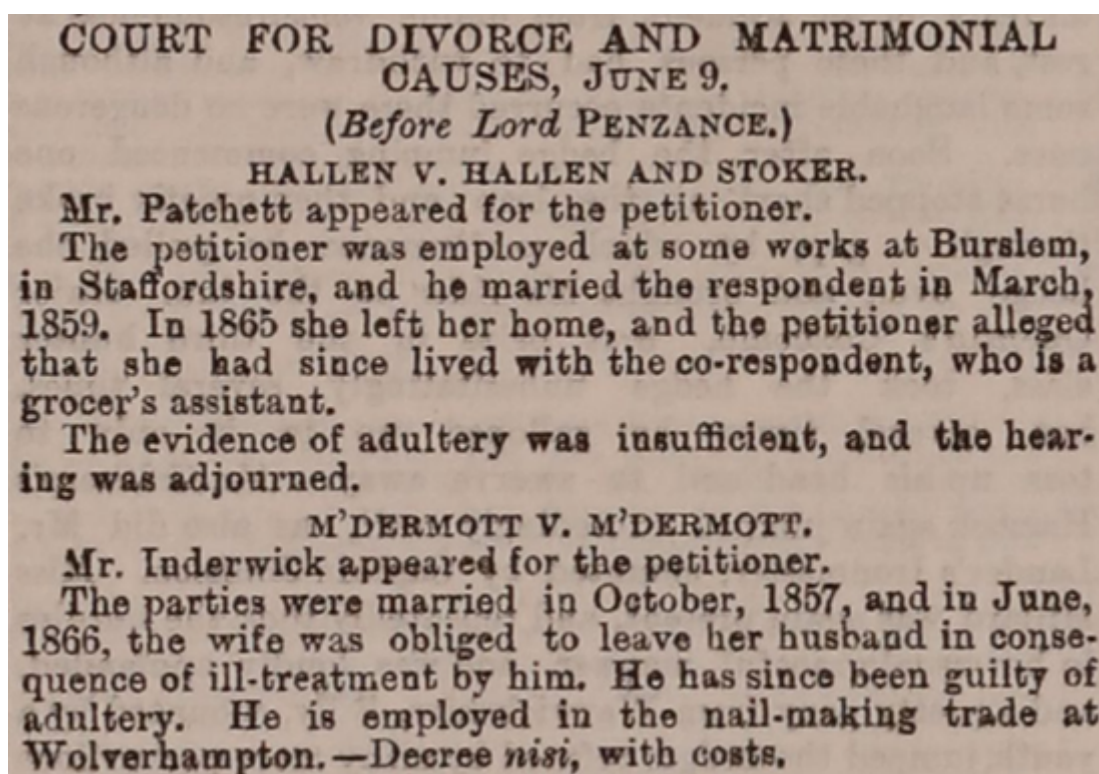 COURT FOR DIVORCE AND MATRIMONIAL
CAUSES, JUNE 9.
(Before Lord PENZANCE.)
HALLEN V. HALLEN AND STOKER.
Mr. Patchett appeared for the petitioner.
The petitioner was employed at some works at Burslem,
in Staffordshire, and he married the respondent in March,
1859. In 1865 she left her home, and the petitioner alleged
that she had since lived with the co-respondent, who is a
grocer's assistant.
The evidence of adultery was insufficient, and the hear-
ing was adjourned.
M'DERMOTT V. M'DERMOTT.
Mr. Inderwick appeared for the petitioner.
The parties were married in October, 1857, and in June,
1866, the wife was obliged to leave her husband in conse-
quence of ill-treatment by him. He has since been guilty of
adultery. He is employed in the nail-making trade at
Wolverhampton.—Decree nisi, with costs.